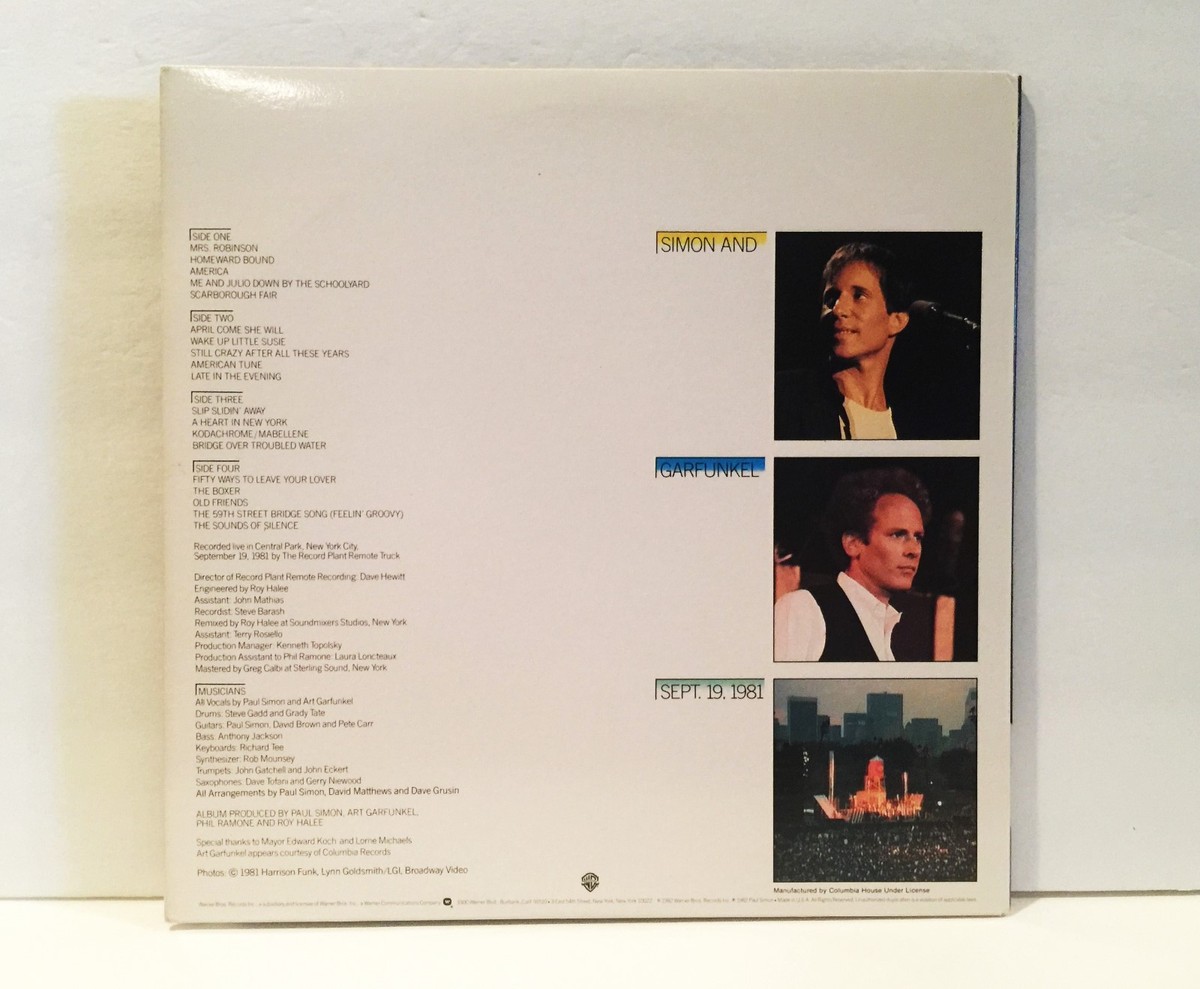 SIDE ONE
MRS. ROBINSON
HOMEWARD BOUND
AMERICA
ME AND JULIO DOWN BY THE SCHOOLYARD
SCARBOROUGH FAIR
SIDE TWO
APRIL COME SHE WILL
WAKE UP LITTLE SUSIE
STILL CRAZY AFTER ALL THESE YEARS
AMERICAN TUNE
LATE IN THE EVENING
SIDE THREE
SLIP SLIDIN' AWAY
A HEART IN NEW YORK
KODACHROME/MABELLENE
BRIDGE OVER TROUBLED WATER
SIDE FOUR
FIFTY WAYS TO LEAVE YOUR LOVER
THE BOXER
OLD FRIENDS
THE 59TH STREET BRIDGE SONG (FEELIN' GROOVY)
THE SOUNDS OF SILENCE
Recorded live in Central Park, New York City,
September 19, 1981 by The Record Plant Remote Truck
Director of Record Plant Remote Recording: Dave Hewitt
Engineered by Roy Halee
Assistant: John Mathias
Recordist: Steve Barash
Remixed by Roy Halee at Soundmixers Studios, New York
Assistant: Terry Rosiello
Production Manager: Kenneth Topolsky
Production Assistant to Phil Ramone: Laura Loncteaux
Mastered by Greg Calbi at Sterling Sound, New York
MUSICIANS
All Vocals by Paul Simon and Art Garfunkel
Drums: Steve Gadd and Grady Tate
Guitars: Paul Simon, David Brown and Pete Carr
Bass: Anthony Jackson
Keyboards: Richard Tee
Synthesizer: Rob Mounsey
Trumpets: John Gatchell and John Eckert
Saxophones: Dave Tofani and Gerry Niewood
All Arrangements by Paul Simon, David Matthews and Dave Grusin
ALBUM PRODUCED BY PAUL SIMON, ART GARFUNKEL,
PHIL RAMONE AND ROY HALEE
Special thanks to Mayor Edward Koch and Lorne Michaels
Art Garfunkel appears courtesy of Columbia Records
Photos: © 1981 Harrison Funk, Lynn Goldsmith/LGI, Broadway Video
SIMON AND
GARFUNKEL
SEPT. 19, 1981
Manufactured by Columbia House Under License